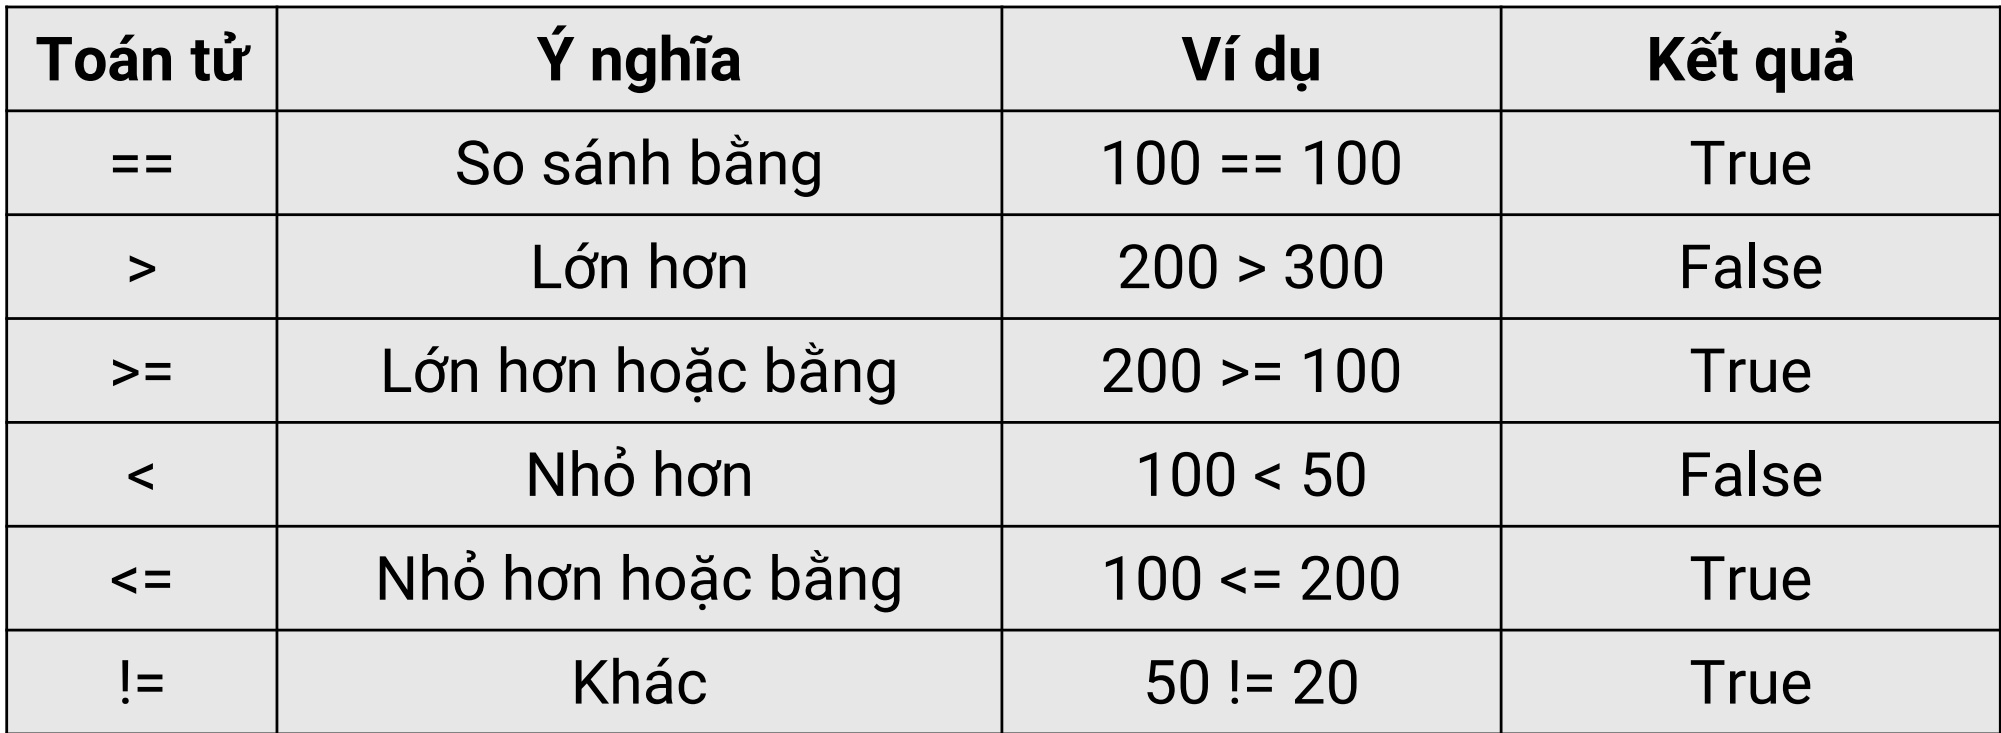 Toán tử Ý nghĩa Ví dụ Kết quả
== So sánh bằng 100 == 100 True
> Lớn hơn 200 > 300 False
>= Lớn hơn hoặc bằng 200 >= 100 True
< Nhỏ hơn 100 < 50 False
<= Nhỏ hơn hoặc bằng 100 <= 200 True
!= Khác 50 != 20 True